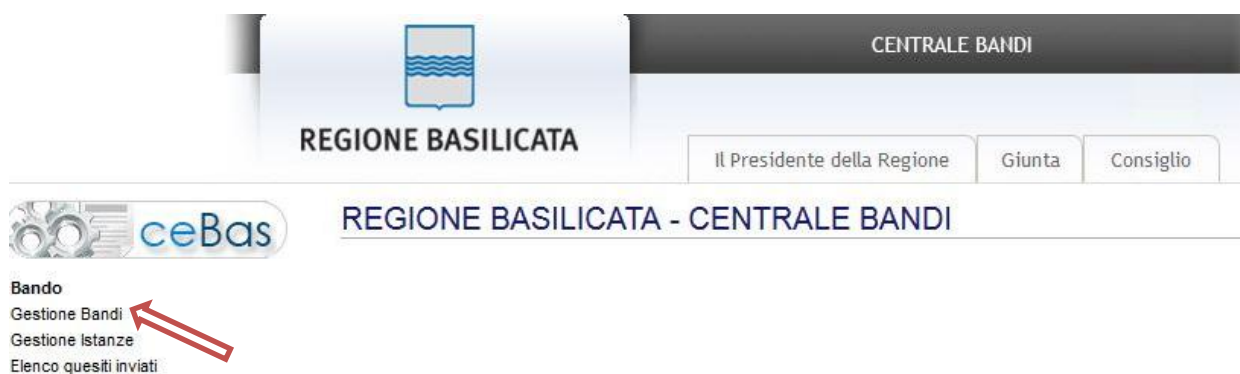 CENTRALE BANDI
REGIONE BASILICATA
Il Presidente della Regione
Giunta
Consiglio
ceBas
REGIONE BASILICATA - CENTRALE BANDI
Bando
Gestione Bandi
Gestione Istanze
Elenco quesiti inviati